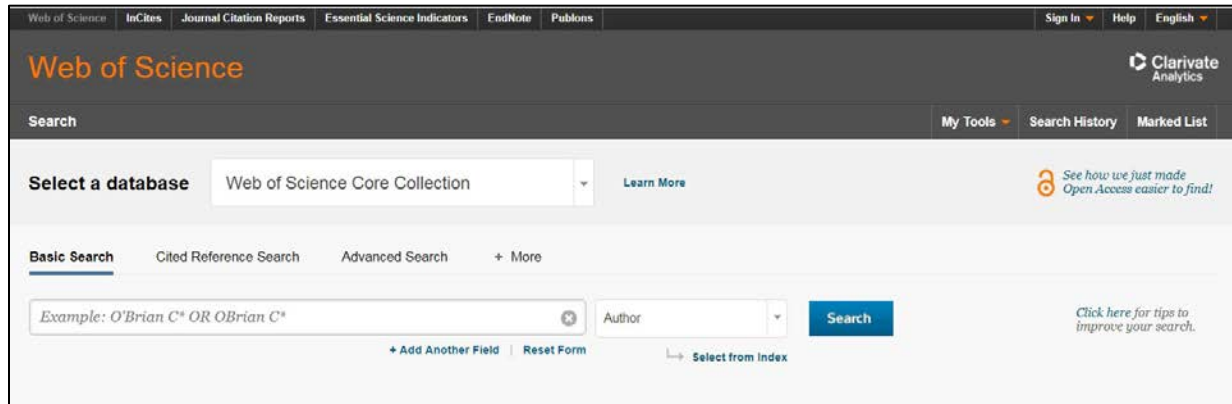 Web of Science InCites Journal Citation Reports Essential Science Indicators EndNote Publons Sign In Help English
Web of Science
Clarivate
Analytics
Search My Tools Search History Marked List
Select a database Web of Science Core Collection Learn More
See how we just made
Open Access easier to find!
Basic Search Cited Reference Search Advanced Search + More
Example: O'Brian C* OR OBrian C* Author Search
Click here for tips to
improve your search.
+ Add Another Field | Reset Form Select from Index